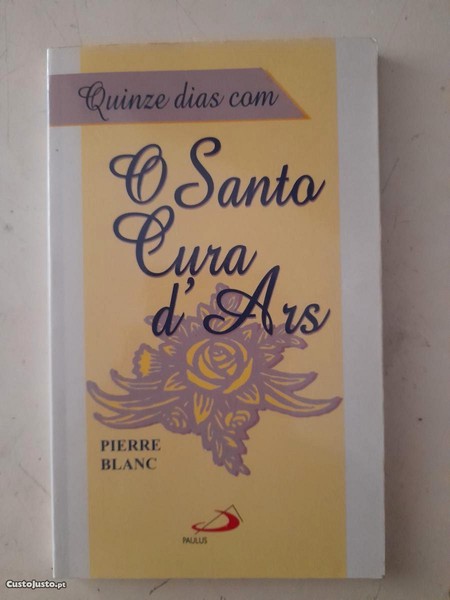 Quinze dias com
O Santo
Cura
d'Ars
PIERRE
BLANC
PAULUS
CustoJusto.pt